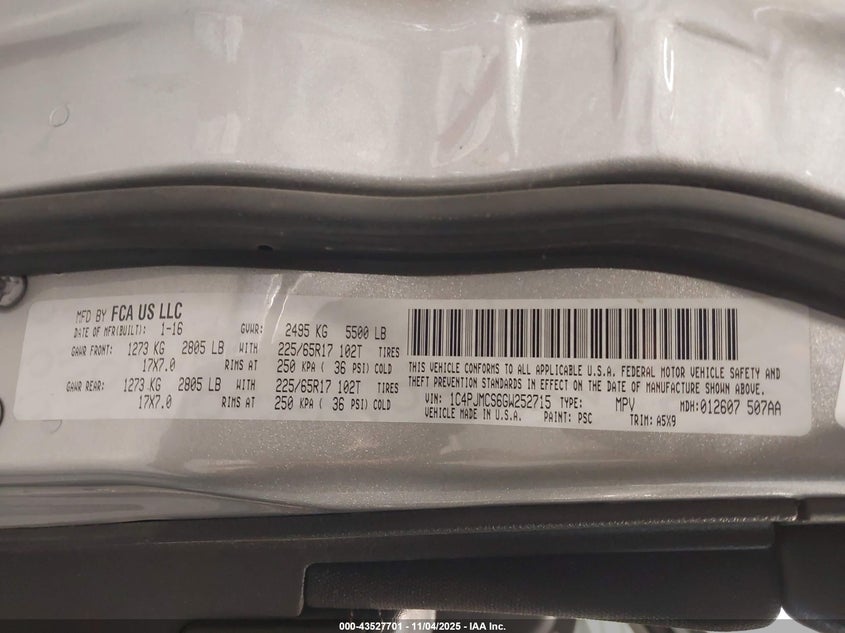 MFD BY FCA US LLC
DATE OF MFR(BUILT): 1-16 GVWR: 2495 KG 5500 LB
GAWR FRONT: 1273 KG 2805 LB WITH 225/65R17 102T TIRES
17X7.0 RIMS AT 250 KPA ( 36 PSI) COLD
GAWR REAR: 1273 KG 2805 LB WITH 225/65R17 102T TIRES
17X7.0 RIMS AT 250 KPA ( 36 PSI) COLD
THIS VEHICLE CONFORMS TO ALL APPLICABLE U.S.A. FEDERAL MOTOR VEHICLE SAFETY AND
THEFT PREVENTION STANDARDS IN EFFECT ON THE DATE OF MANUFACTURE SHOWN ABOVE.
VIN: 1C4PJMCS6GW252715 TYPE: MPV MDH:012607 507AA
VEHICLE MADE IN U.S.A. PAINT: PSC TRIM: A5X9
000-43527701 - 11/04/2025 - IAA Inc.